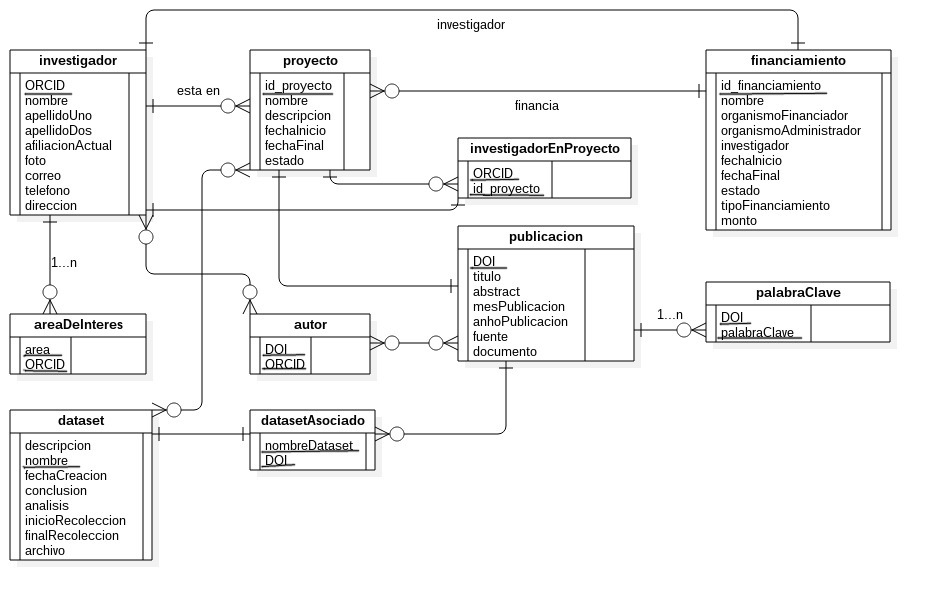 investigador
investigador
ORCID
nombre
apellidoUno
apellidoDos
afiliacionActual
foto
correo
telefono
direccion
esta en
proyecto
id_proyecto
nombre
descripcion
fechaInicio
fechaFinal
estado
financia
financiamiento
id_financiamiento
nombre
organismoFinanciador
organismoAdministrador
investigador
fechaInicio
fechaFinal
estado
tipoFinanciamiento
monto
investigadorEnProyecto
ORCID
id_proyecto
publicacion
DOI
titulo
abstract
mesPublicacion
anhoPublicacion
fuente
documento
1...n
palabraClave
DOI
palabraClave
1...n
areaDeInteres
area
ORCID
autor
DOI
ORCID
dataset
descripcion
nombre
fechaCreacion
conclusion
analisis
inicioRecoleccion
finalRecoleccion
archivo
datasetAsociado
nombreDataset
DOI